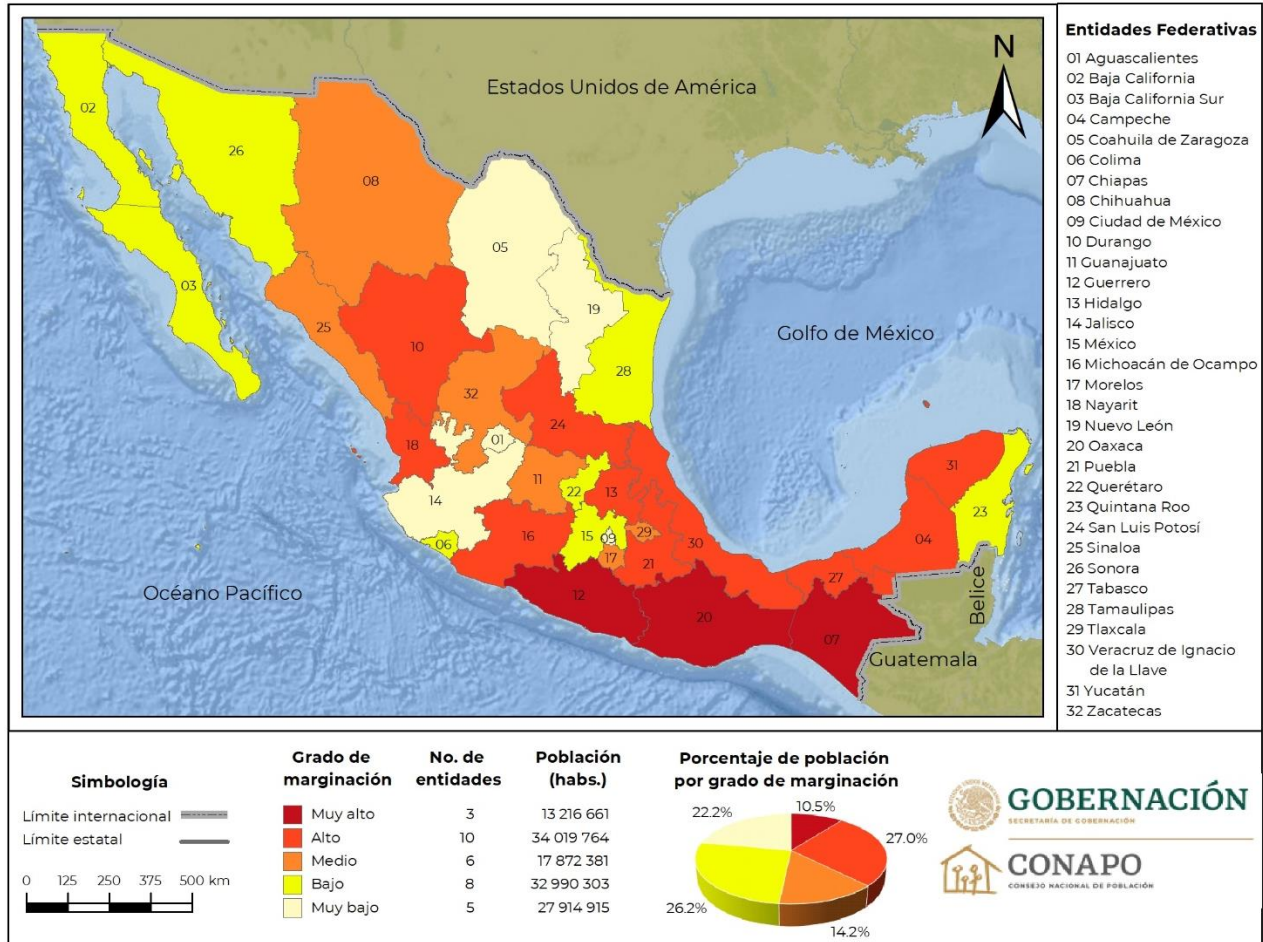 Estados Unidos de América
N
02
26
08
05
03
19
25
10
Golfo de México
28
32
24
18
01
31
11
22
13
14
23
06
16
15
09
29
30
04
17
21
27
Océano Pacífico
12
20
07
Belice
Guatemala
Entidades Federativas
01 Aguascalientes
02 Baja California
03 Baja California Sur
04 Campeche
05 Coahuila de Zaragoza
06 Colima
07 Chiapas
08 Chihuahua
09 Ciudad de México
10 Durango
11 Guanajuato
12 Guerrero
13 Hidalgo
14 Jalisco
15 México
16 Michoacán de Ocampo
17 Morelos
18 Nayarit
19 Nuevo León
20 Oaxaca
21 Puebla
22 Querétaro
23 Quintana Roo
24 San Luis Potosí
25 Sinaloa
26 Sonora
27 Tabasco
28 Tamaulipas
29 Tlaxcala
30 Veracruz de Ignacio
de la Llave
31 Yucatán
32 Zacatecas
Simbología
Límite internacional
Límite estatal
0 125 250 375 500 km
Grado de marginación No. de entidades Población (habs.)
Muy alto 3 13 216 661
Alto 10 34 019 764
Medio 6 17 872 381
Bajo 8 32 990 303
Muy bajo 5 27 914 915
Porcentaje de población
por grado de marginación
22.2% 10.5%
27.0%
26.2%
14.2%
GOBERNACIÓN
SECRETARÍA DE GOBERNACIÓN
CONAPO
CONSEJO NACIONAL DE POBLACIÓN